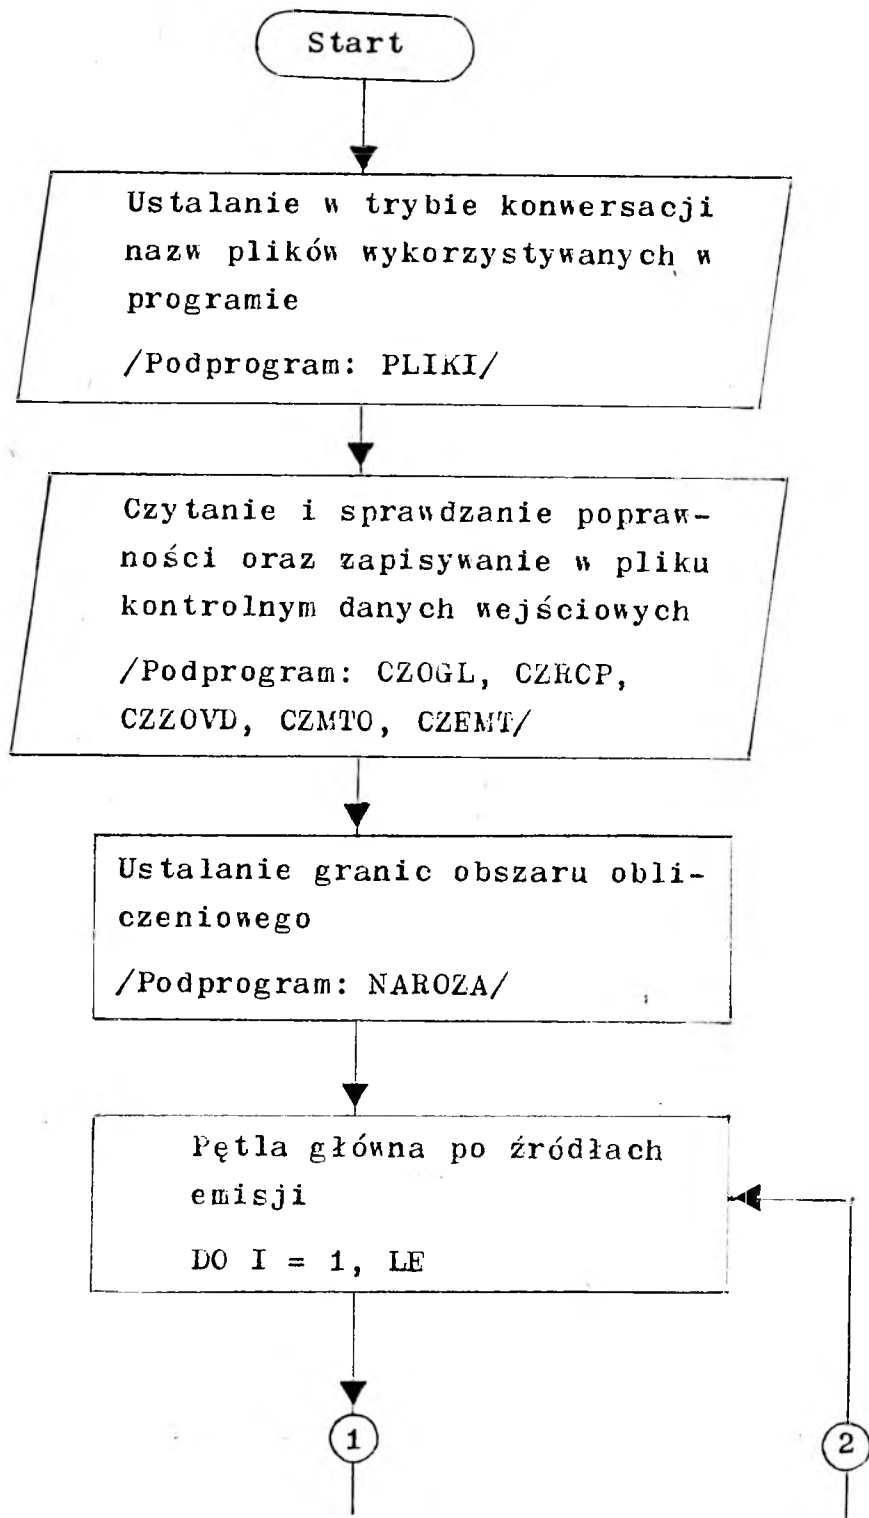 Start
Ustalanie w trybie konwersacji
nazw plików wykorzystywanych w
programie
/Podprogram: PLIKI/
Czytanie i sprawdzanie popraw-
ności oraz zapisywanie w pliku
kontrolnym danych wejściowych
/Podprogram: CZOGL, CZRCP,
CZZOVD, CZMTO, CZEMT/
Ustalanie granic obszaru obli-
czeniowego
/Podprogram: NAROZA/
Pętla główna po źródłach
emisji
DO I = 1, LE
1
2